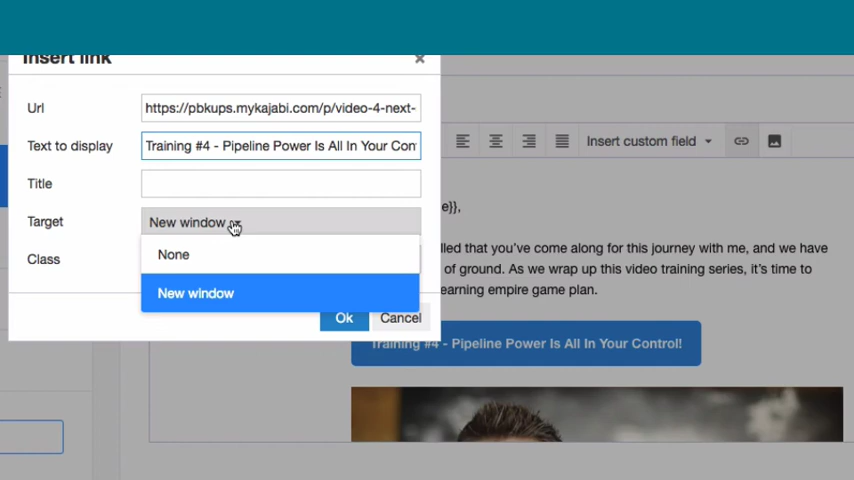 Insert link
×
Url
https://pbkups.mykajabi.com/p/video-4-next-
Text to display
Training #4 - Pipeline Power Is All In Your Con
Title
Target
New window
None
New window
Class
Ok
Cancel
Insert custom field
e}},
lled that you've come along for this journey with me, and we have
of ground. As we wrap up this video training series, it's time to
earning empire game plan.
Training #4 - Pipeline Power Is All In Your Control!